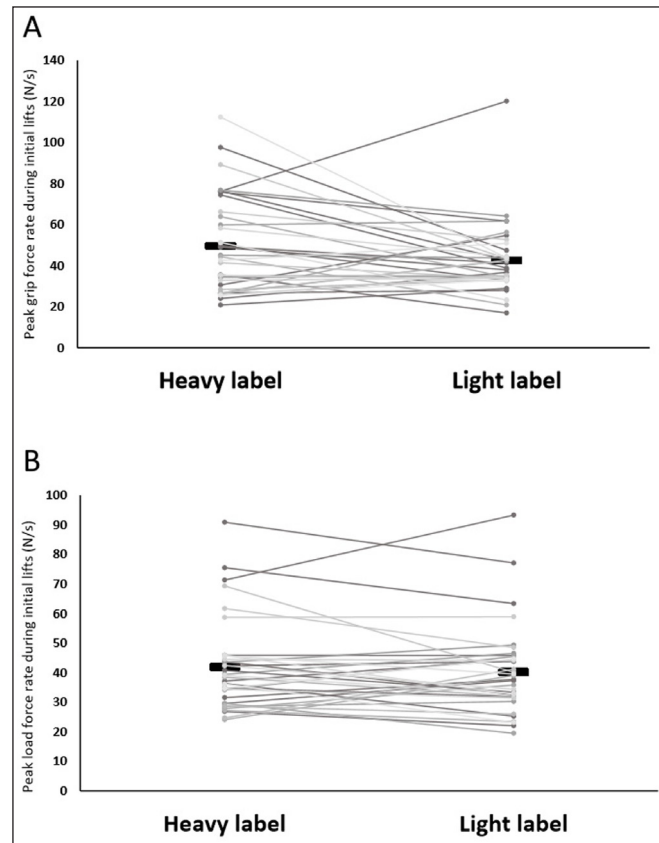 A
Peak grip force rate during initial lifts (N/s)
140
120
100
80
60
40
20
0
Heavy label
Light label
B
Peak load force rate during initial lifts (N/s)
100
90
80
70
60
50
40
30
20
10
0
Heavy label
Light label